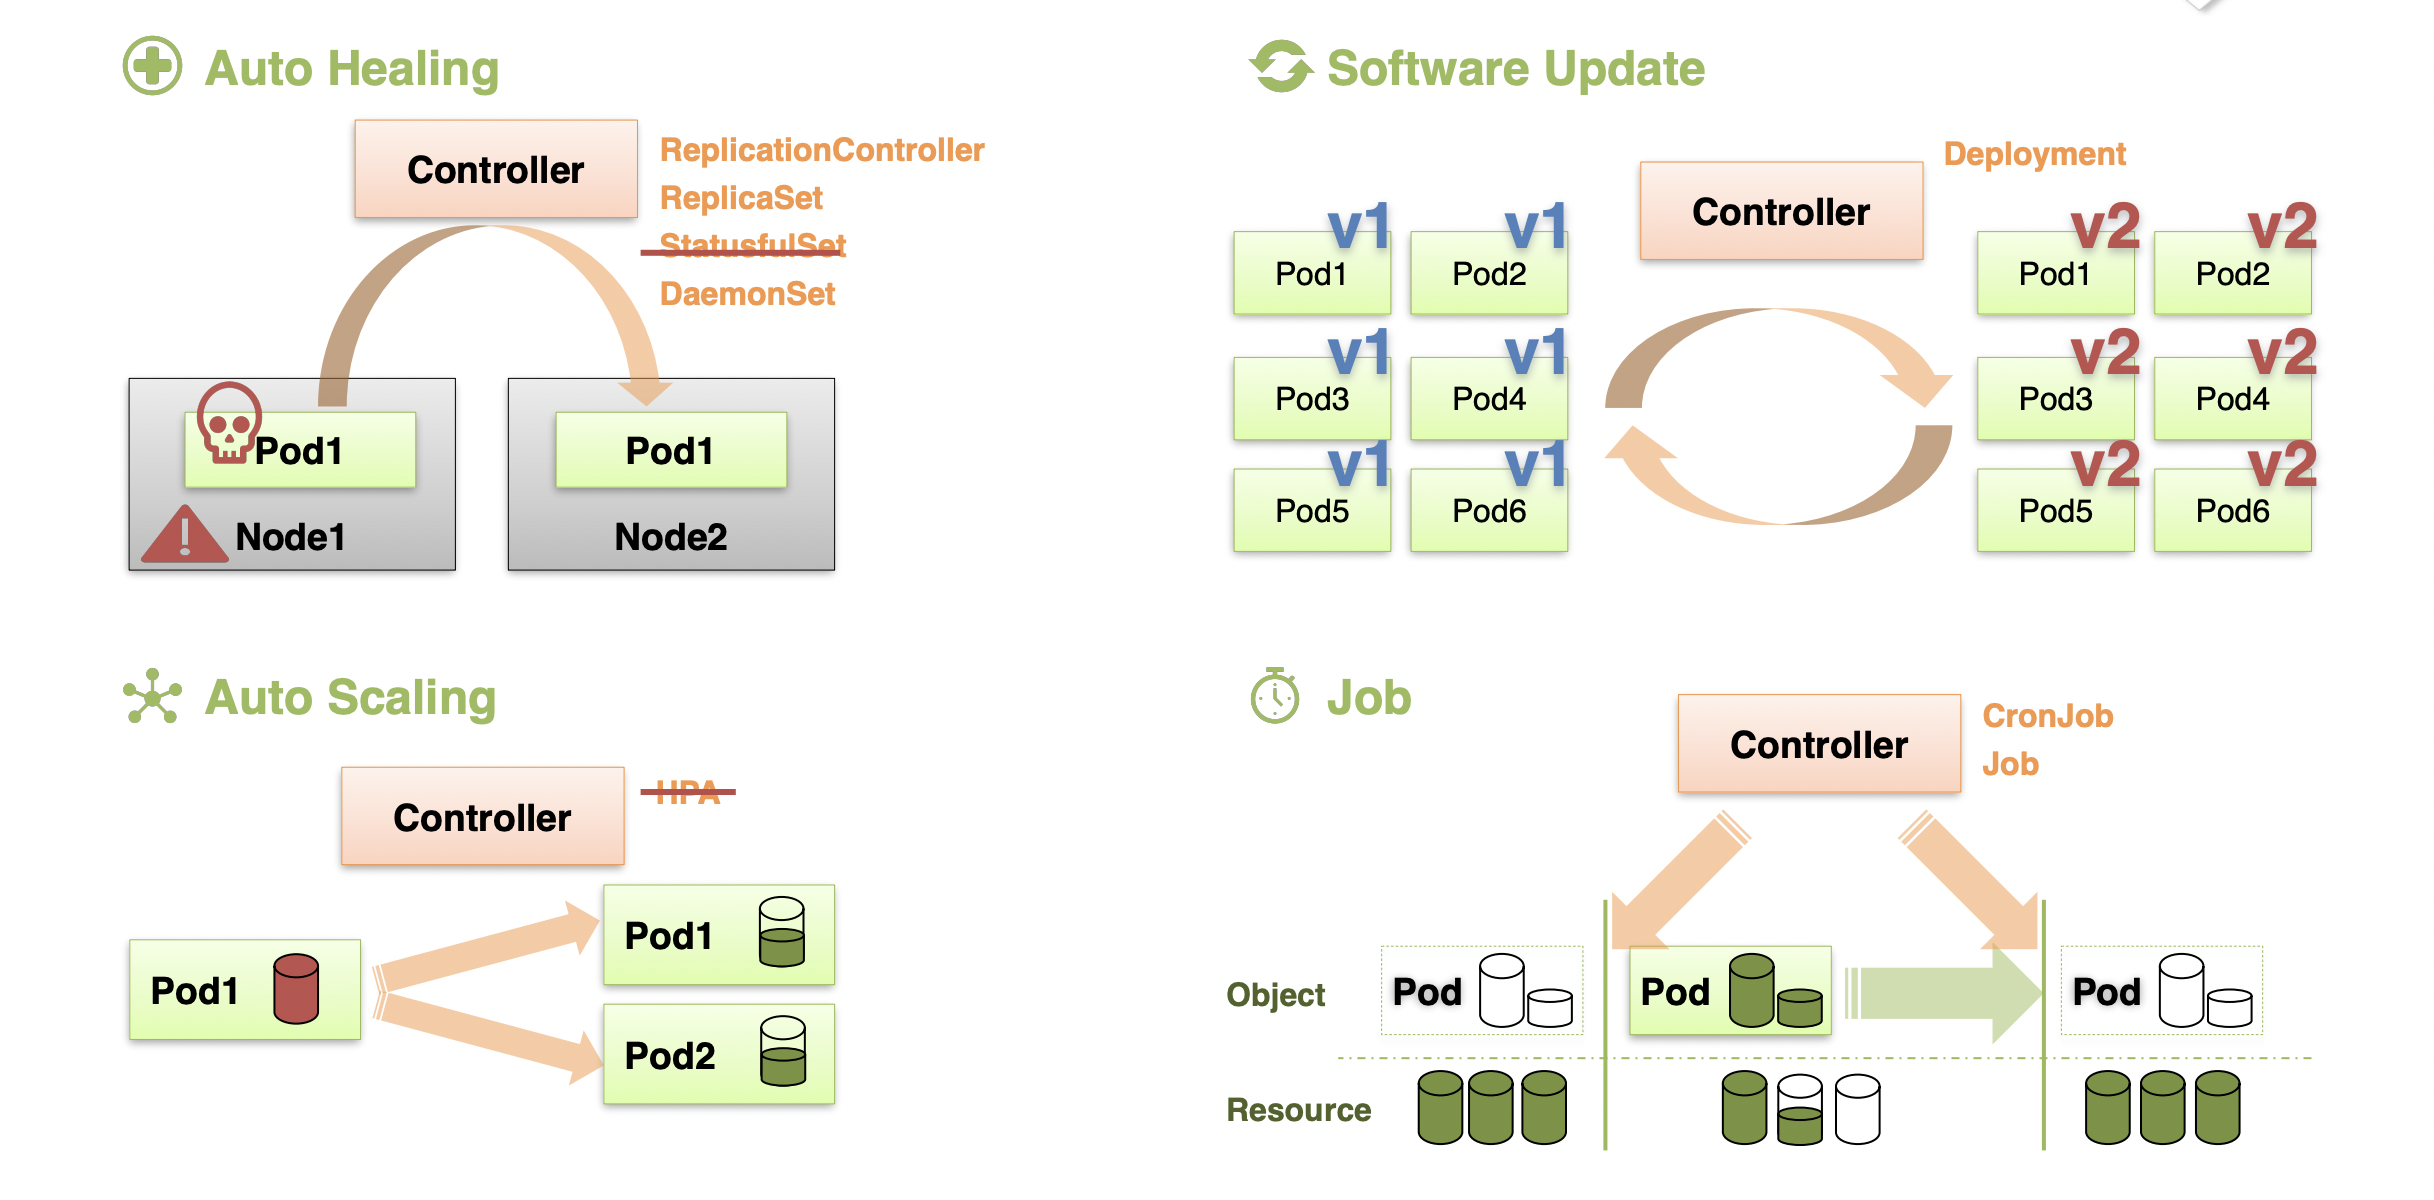 Auto Healing
Controller
ReplicationController
ReplicaSet
StatusfulSet
DaemonSet
Pod1
Node1
Pod1
Node2
Software Update
Controller
Deployment
v1
Pod1
v1
Pod2
v1
Pod3
v1
Pod4
v1
Pod5
v1
Pod6
v2
Pod1
v2
Pod2
v2
Pod3
v2
Pod4
v2
Pod5
v2
Pod6
Auto Scaling
Controller
HPA
Pod1
Pod1
Pod2
Job
Controller
CronJob
Job
Object
Pod
Pod
Pod
Resource